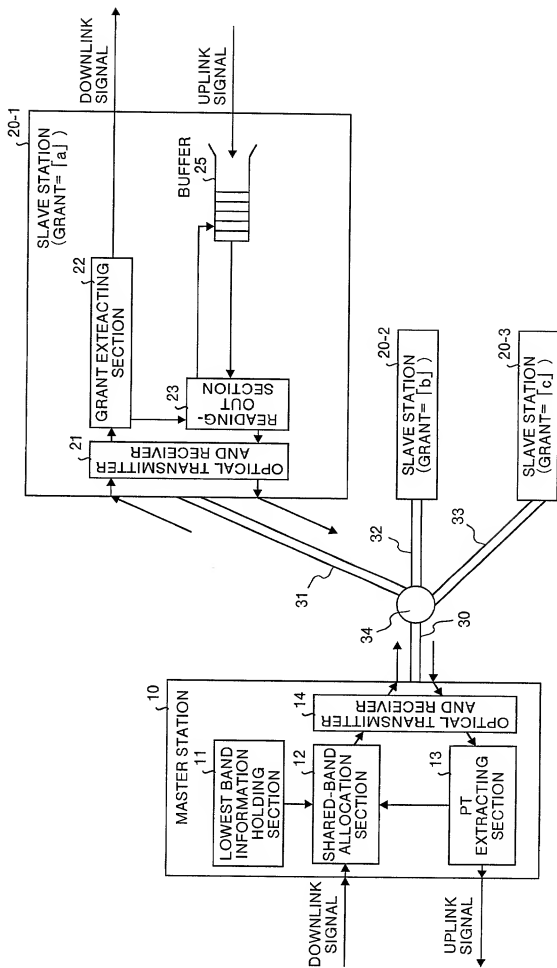 10
MASTER STATION
11
LOWEST BAND
INFORMATION
HOLDING
SECTION
12
SHARED-BAND
ALLOCATION
SECTION
13
PT
EXTRACTING
SECTION
14
OPTICAL TRANSMITTER
AND RECEIVER
DOWNLINK
SIGNAL
UPLINK
SIGNAL
30
34
31
32
33
20-1
SLAVE STATION
(GRANT=「a」)
21
OPTICAL TRANSMITTER
AND RECEIVER
22
GRANT EXTEACTING
SECTION
23
READING-
OUT
SECTION
BUFFER
25
DOWNLINK
SIGNAL
UPLINK
SIGNAL
20-2
SLAVE STATION
(GRANT=「b」)
20-3
SLAVE STATION
(GRANT=「c」)